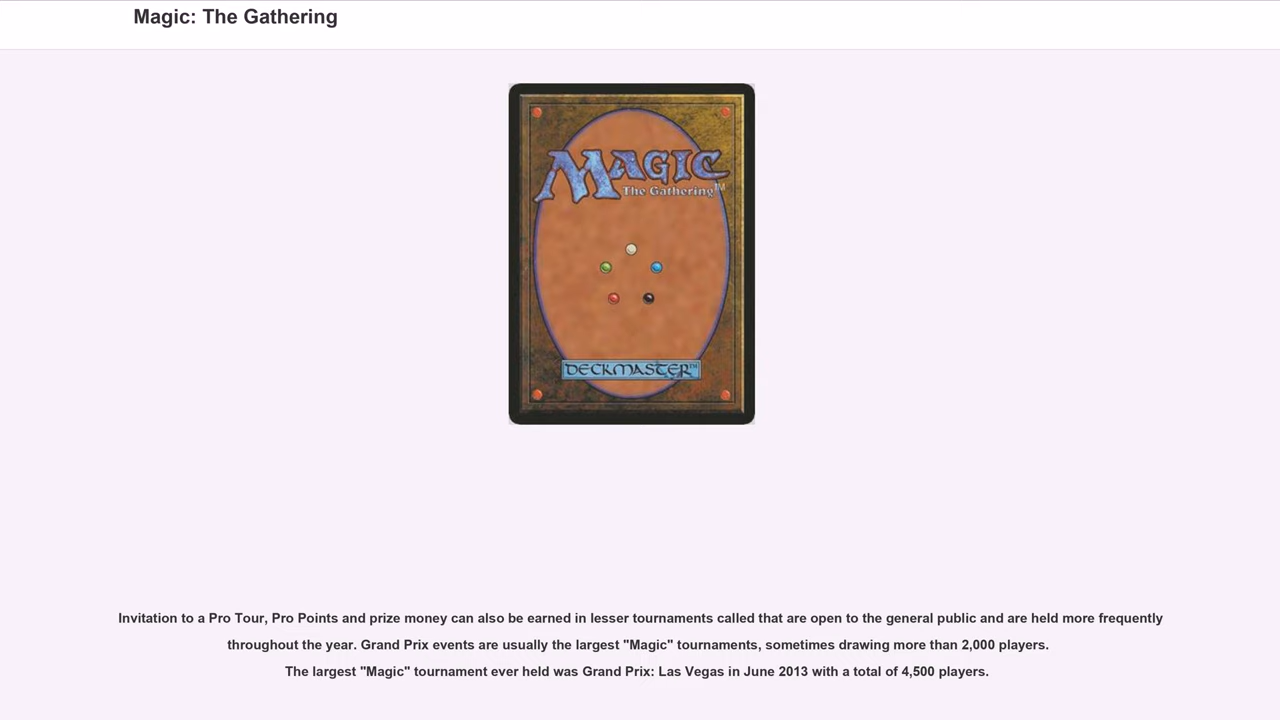 Magic: The Gathering
MAGIC
The Gathering™
DECKMASTER™
Invitation to a Pro Tour, Pro Points and prize money can also be earned in lesser tournaments called that are open to the general public and are held more frequently
throughout the year. Grand Prix events are usually the largest "Magic" tournaments, sometimes drawing more than 2,000 players.
The largest "Magic" tournament ever held was Grand Prix: Las Vegas in June 2013 with a total of 4,500 players.